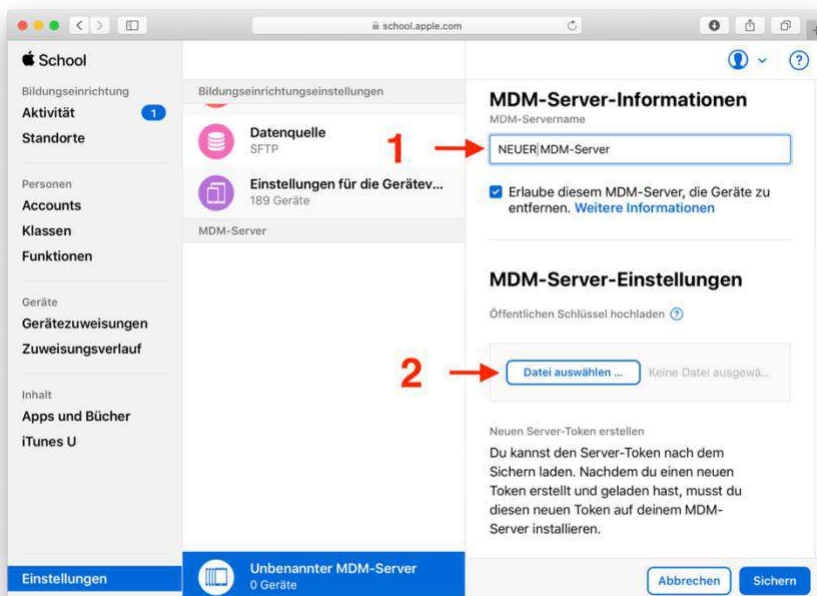 school.apple.com
School
Bildungseinrichtung
Aktivität 1
Standorte
Personen
Accounts
Klassen
Funktionen
Geräte
Gerätezuweisungen
Zuweisungsverlauf
Inhalt
Apps und Bücher
iTunes U
Einstellungen
Bildungseinrichtungseinstellungen
Datenquelle
SFTP
Einstellungen für die Gerätev...
189 Geräte
MDM-Server
Unbenannter MDM-Server
0 Geräte
MDM-Server-Informationen
MDM-Servername
1
NEUER MDM-Server
Erlaube diesem MDM-Server, die Geräte zu
entfernen. Weitere Informationen
MDM-Server-Einstellungen
Öffentlichen Schlüssel hochladen ?
2
Datei auswählen ... Keine Datei ausgewä...
Neuen Server-Token erstellen
Du kannst den Server-Token nach dem
Sichern laden. Nachdem du einen neuen
Token erstellt und geladen hast, musst du
diesen neuen Token auf deinem MDM-
Server installieren.
Abbrechen Sichern